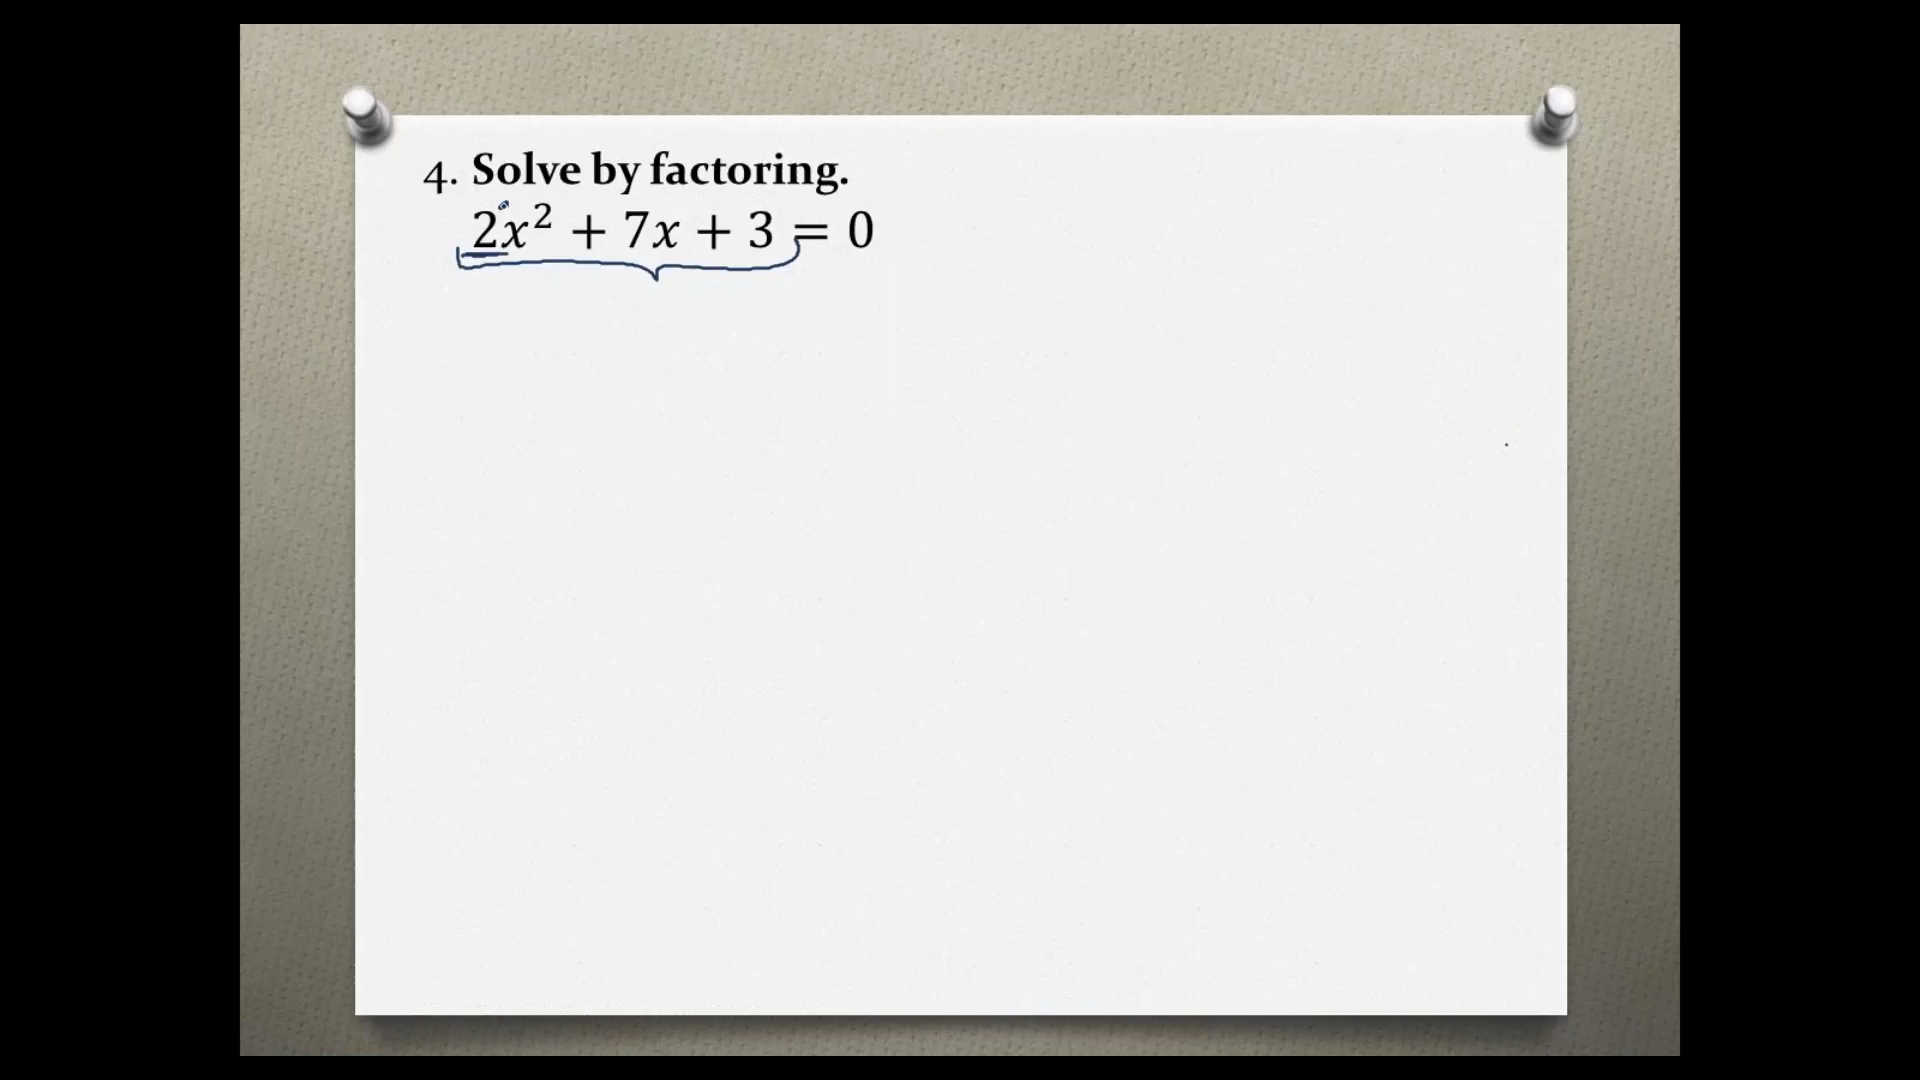 4. Solve by factoring.
2x² + 7x + 3 = 0